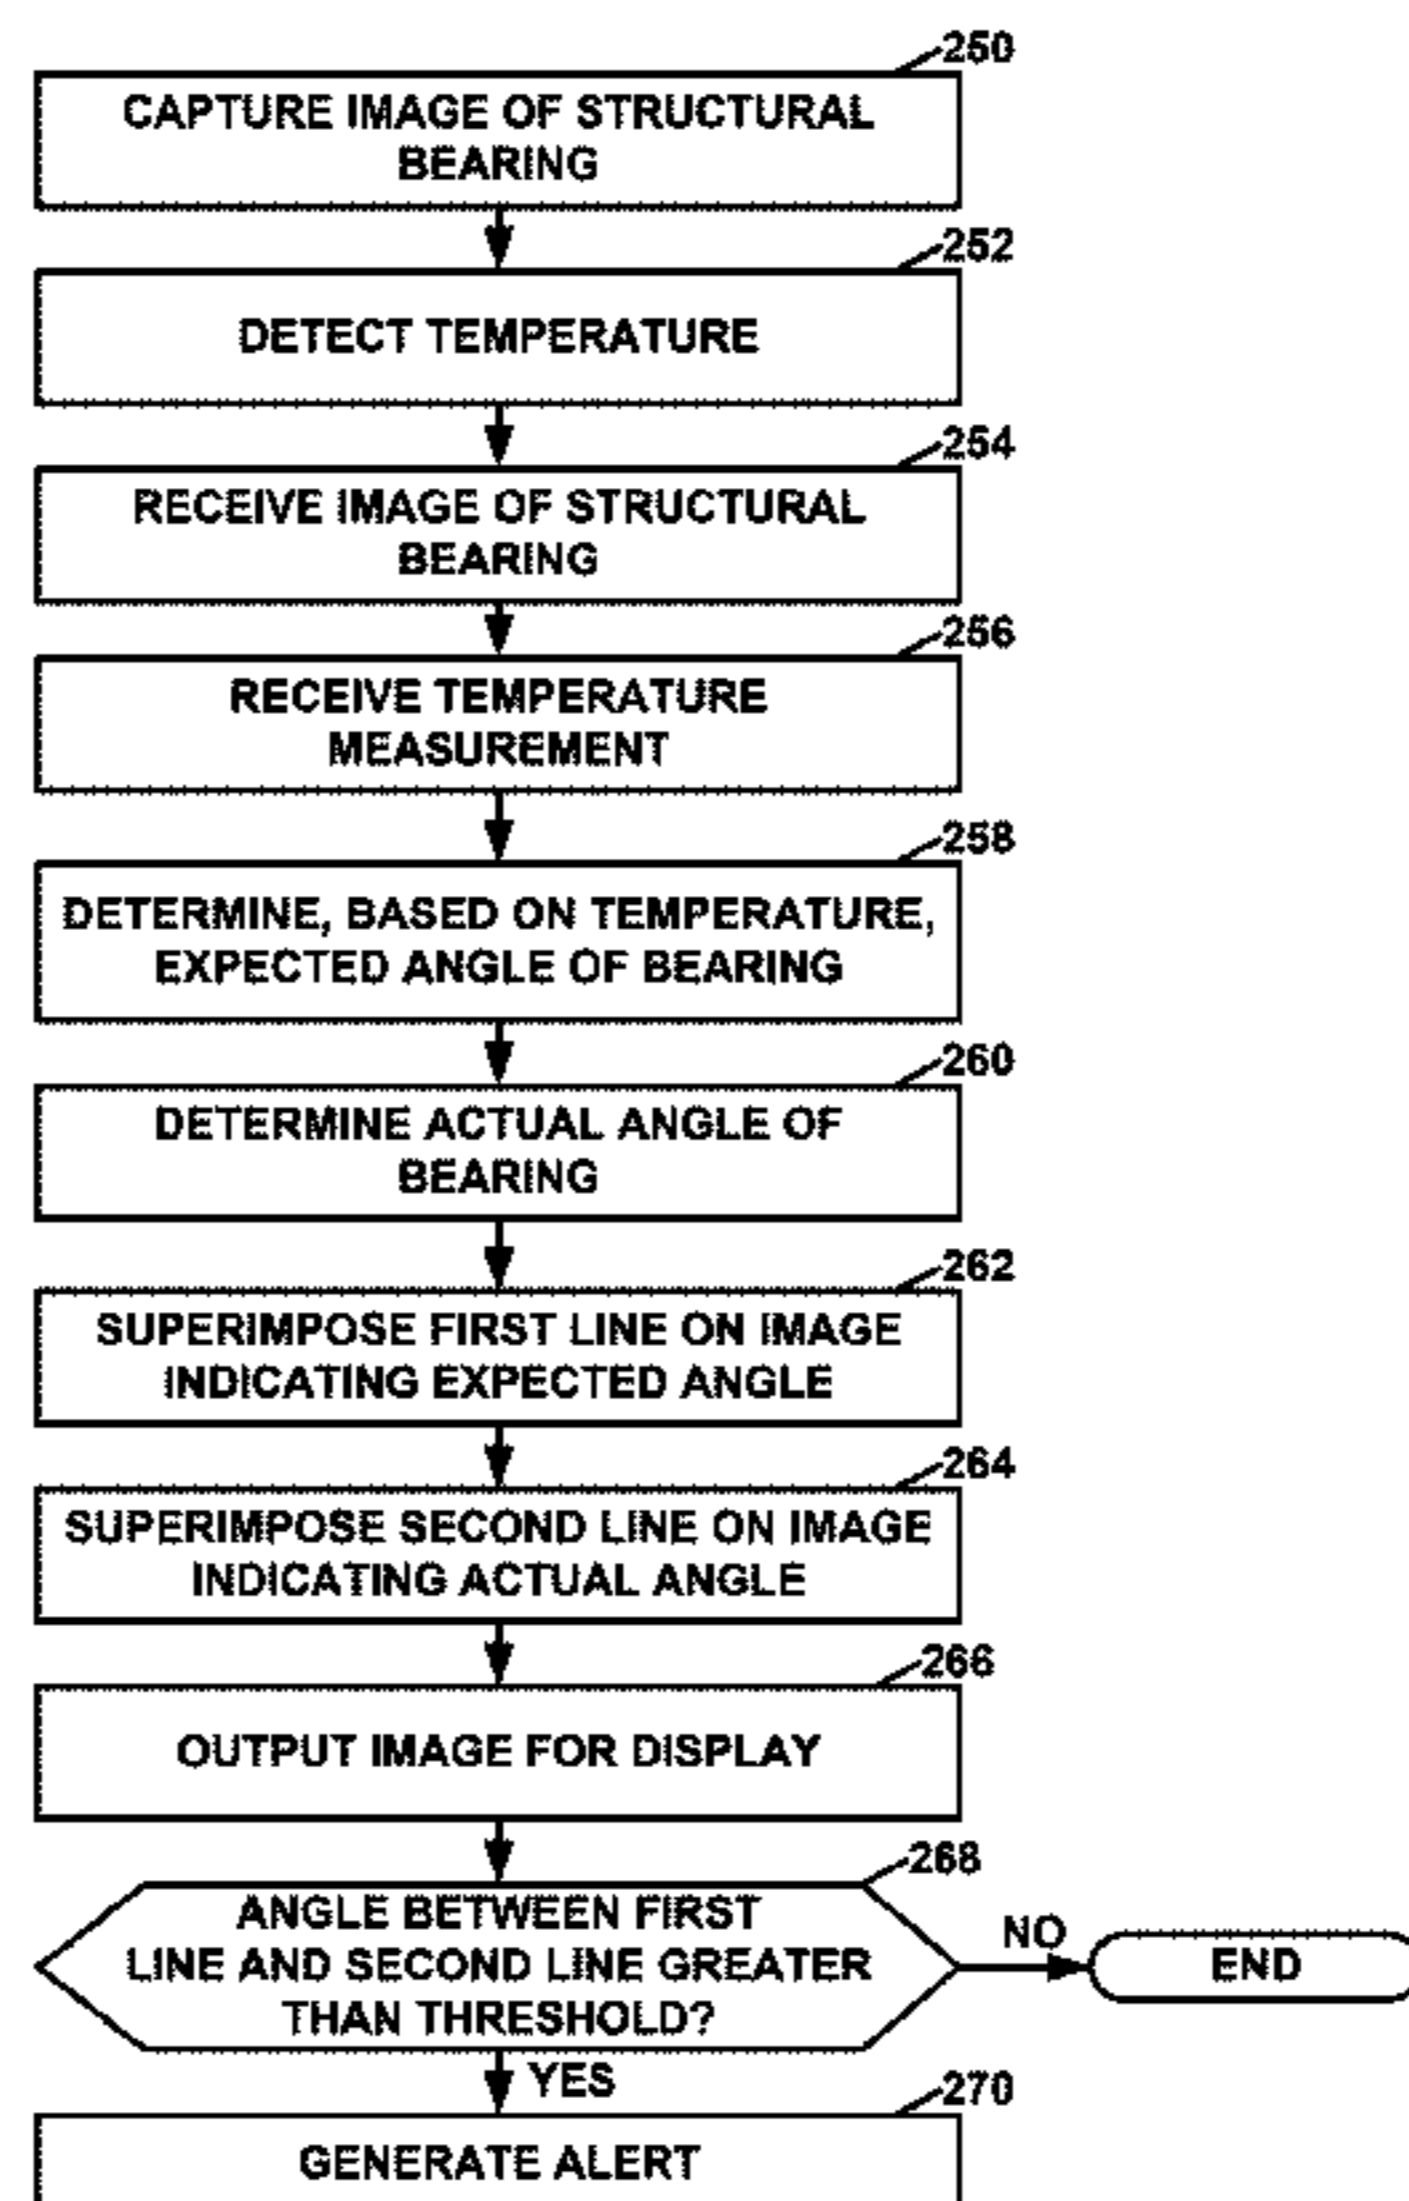 250
CAPTURE IMAGE OF STRUCTURAL
BEARING
252
DETECT TEMPERATURE
254
RECEIVE IMAGE OF STRUCTURAL
BEARING
256
RECEIVE TEMPERATURE
MEASUREMENT
258
DETERMINE, BASED ON TEMPERATURE,
EXPECTED ANGLE OF BEARING
260
DETERMINE ACTUAL ANGLE OF
BEARING
262
SUPERIMPOSE FIRST LINE ON IMAGE
INDICATING EXPECTED ANGLE
264
SUPERIMPOSE SECOND LINE ON IMAGE
INDICATING ACTUAL ANGLE
266
OUTPUT IMAGE FOR DISPLAY
268
ANGLE BETWEEN FIRST
LINE AND SECOND LINE GREATER
THAN THRESHOLD?
NO
END
YES
270
GENERATE ALERT